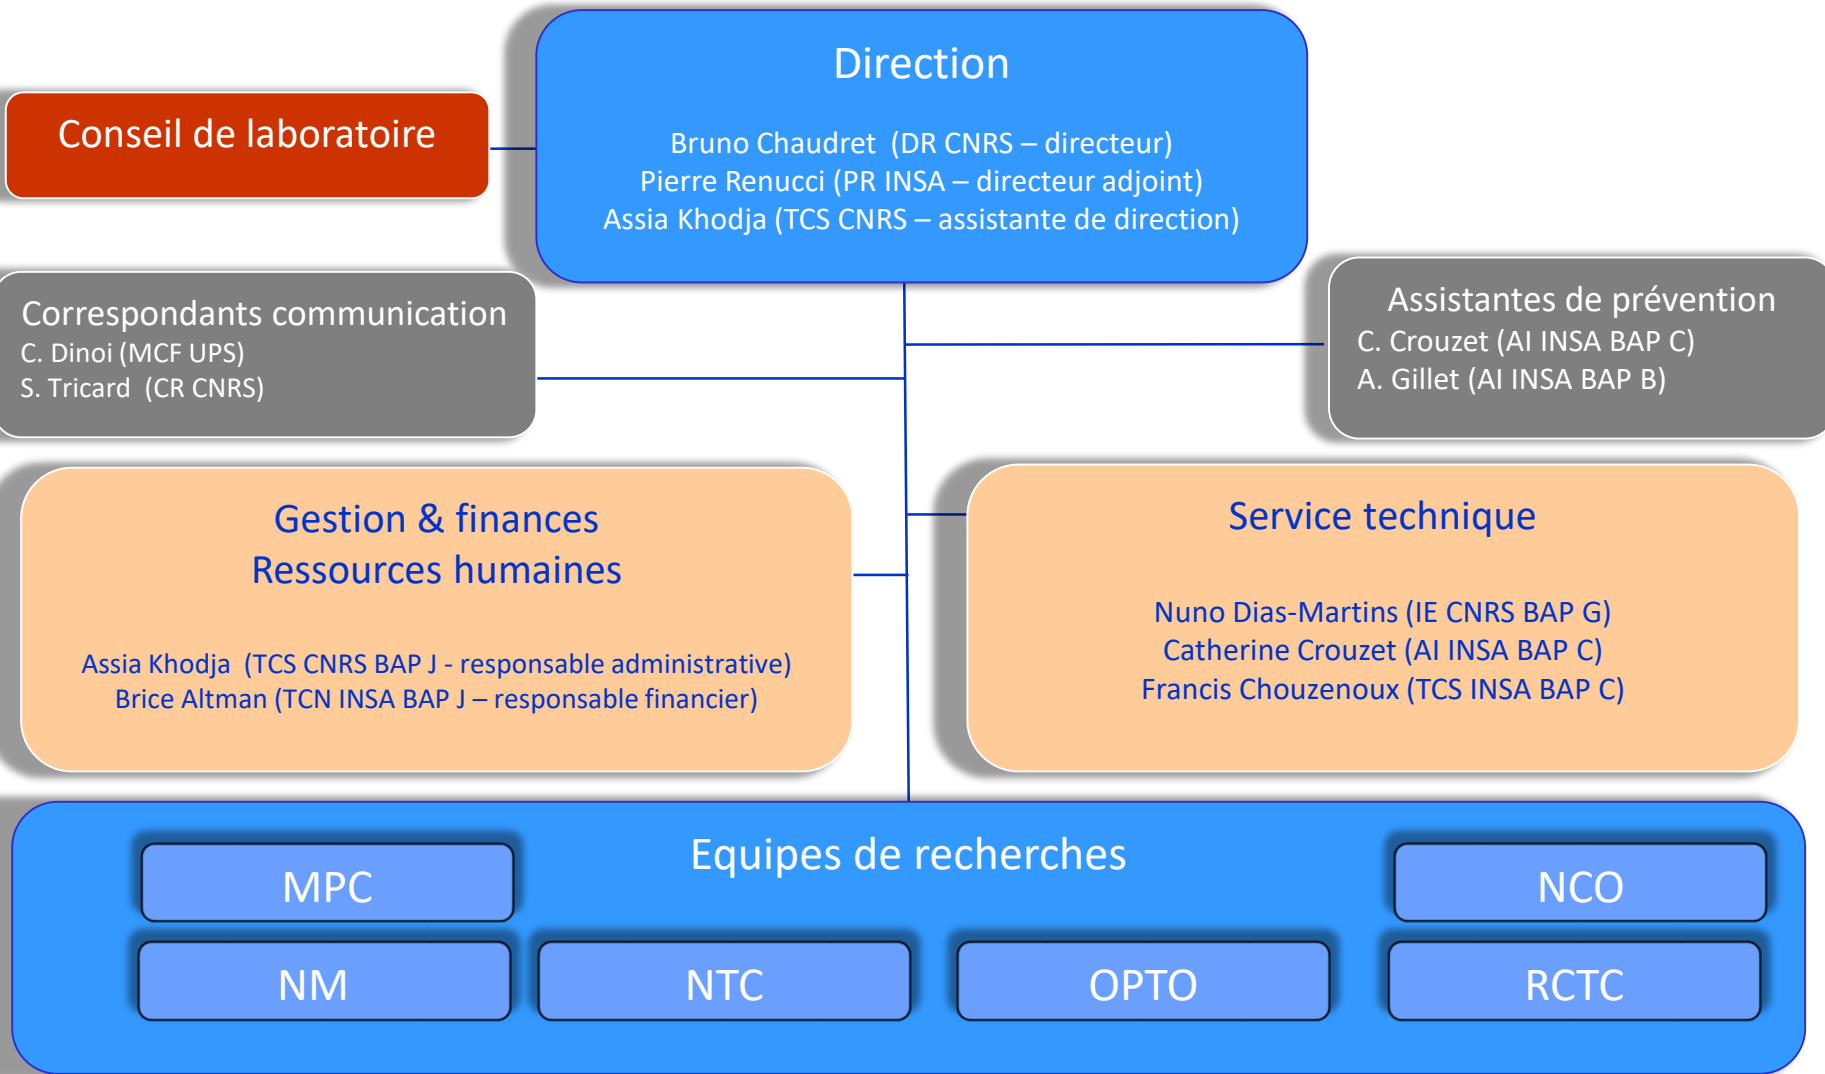 Direction
Bruno Chaudret  (DR CNRS – directeur)
Pierre Renucci (PR INSA – directeur adjoint)
Assia Khodja (TCS CNRS – assistante de direction)
Conseil de laboratoire
Correspondants communication
C. Dinoi (MCF UPS)
S. Tricard  (CR CNRS)
Assistantes de prévention
C. Crouzet (AI INSA BAP C)
A. Gillet (AI INSA BAP B)
Gestion & finances
Ressources humaines
Assia Khodja  (TCS CNRS BAP J - responsable administrative)
Brice Altman (TCN INSA BAP J – responsable financier)
Service technique
Nuno Dias-Martins (IE CNRS BAP G)
Catherine Crouzet (AI INSA BAP C)
Francis Chouzenoux (TCS INSA BAP C)
Equipes de recherches
MPC
NCO
NM
NTC
OPTO
RCTC